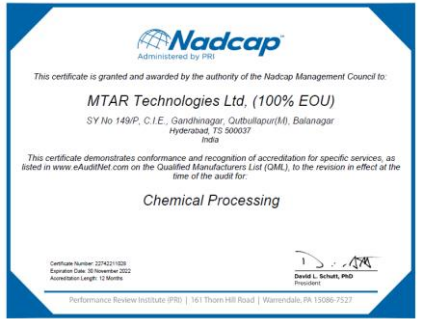 Nadcap
Administered by PRI
This certificate is granted and awarded by the authority of the Nadcap Management Council to:
MTAR Technologies Ltd, (100% EOU)
SY No 149/P, C.I.E., Gandhinagar, Qutbullapur(M), Balanagar
Hyderabad, TS 500037
India
This certificate demonstrates conformance and recognition of accreditation for specific services, as
listed in www.eAuditNet.com on the Qualified Manufacturers List (QML), to the revision in effect at the
time of the audit for:
Chemical Processing
Certificate Number: 22742211029
Expiration Date: 30 November 2022
Accreditation Length: 12 Months
David L. Schutt, PhD
President
Performance Review Institute (PRI) | 161 Thorn Hill Road | Warrendale, PA 15086-7527